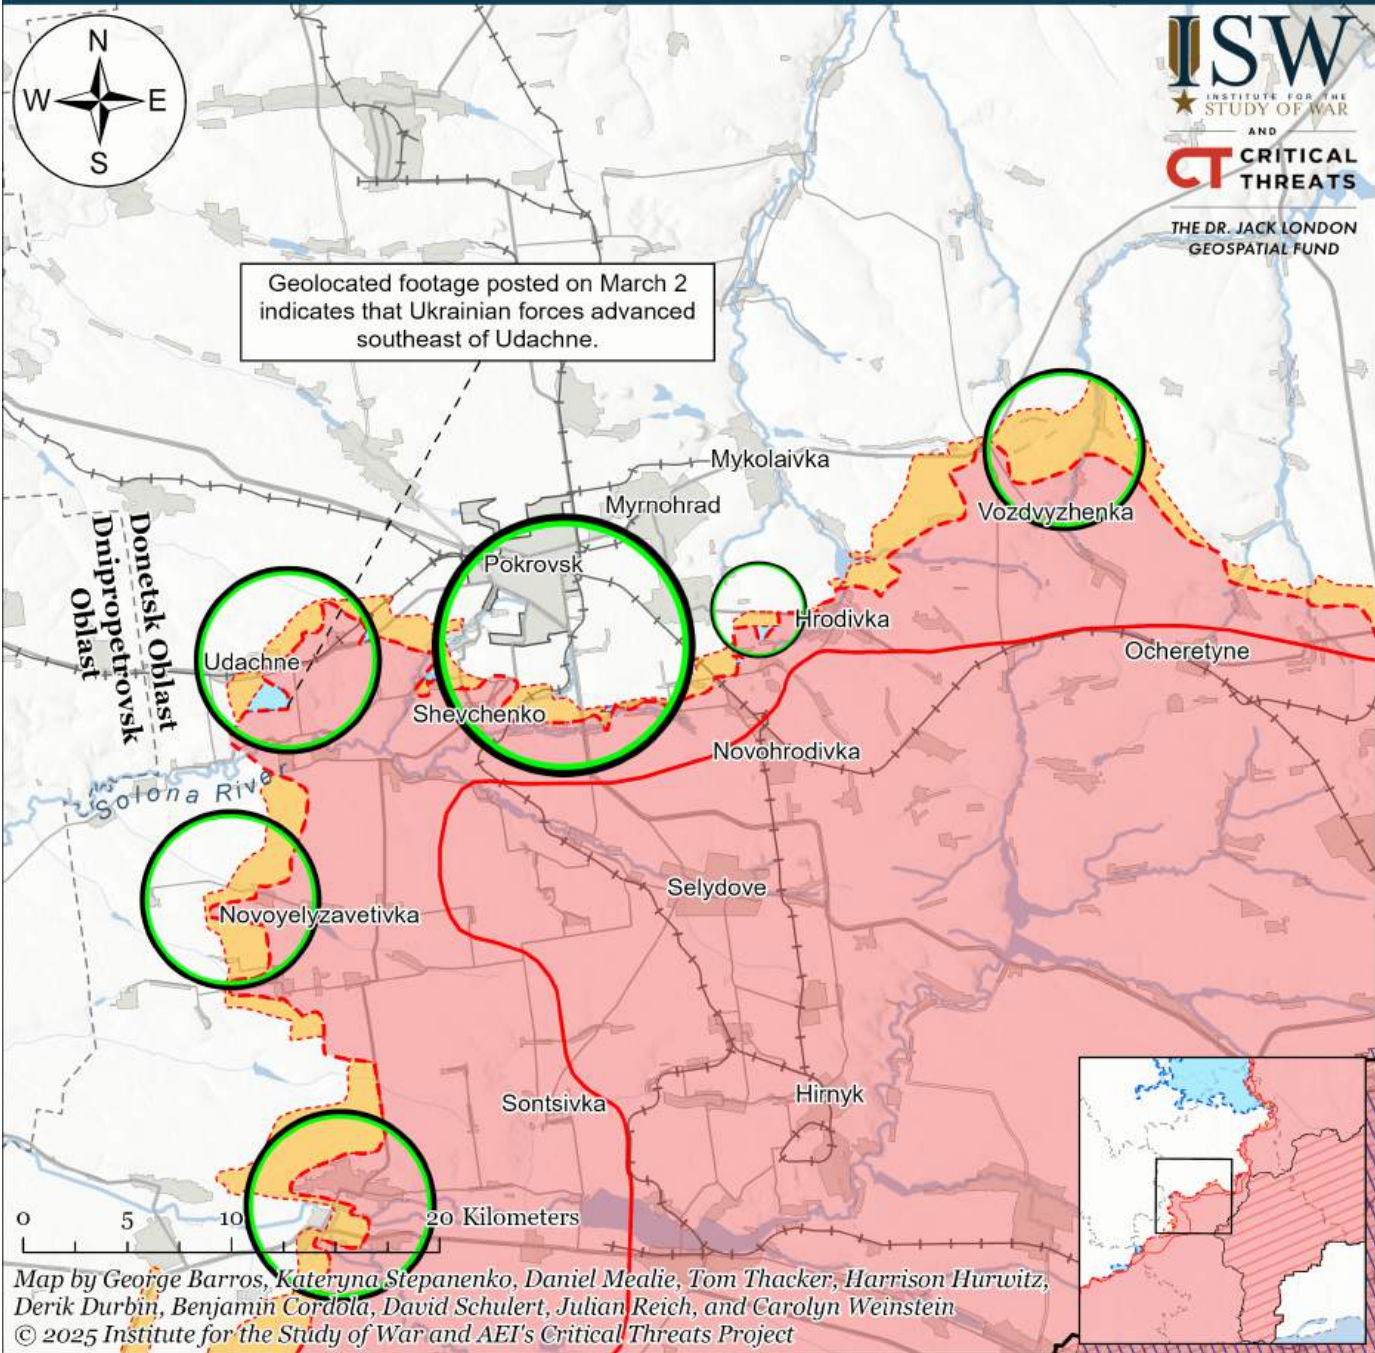 N
W
E
S
ISW
INSTITUTE FOR THE
STUDY OF WAR
AND
CT CRITICAL
THREATS
THE DR. JACK LONDON
GEOSPATIAL FUND
Geolocated footage posted on March 2
indicates that Ukrainian forces advanced
southeast of Udachne.
Mykolaivka
Myrnohrad
Vozdvyzhenka
Pokrovsk
Donetsk Oblast
Dnipropetrovsk
Oblast
Hrodivka
Ocheretyne
Udachne
Shevchenko
Novohrodivka
Solona River
Selydove
Novoyelyzavetivka
Sontsivka
Hirnyk
0 5 10 20 Kilometers
Map by George Barros, Kateryna Stepanenko, Daniel Mealie, Tom Thacker, Harrison Hurwitz,
Derik Durbin, Benjamin Cordola, David Schulert, Julian Reich, and Carolyn Weinstein
© 2025 Institute for the Study of War and AEI's Critical Threats Project